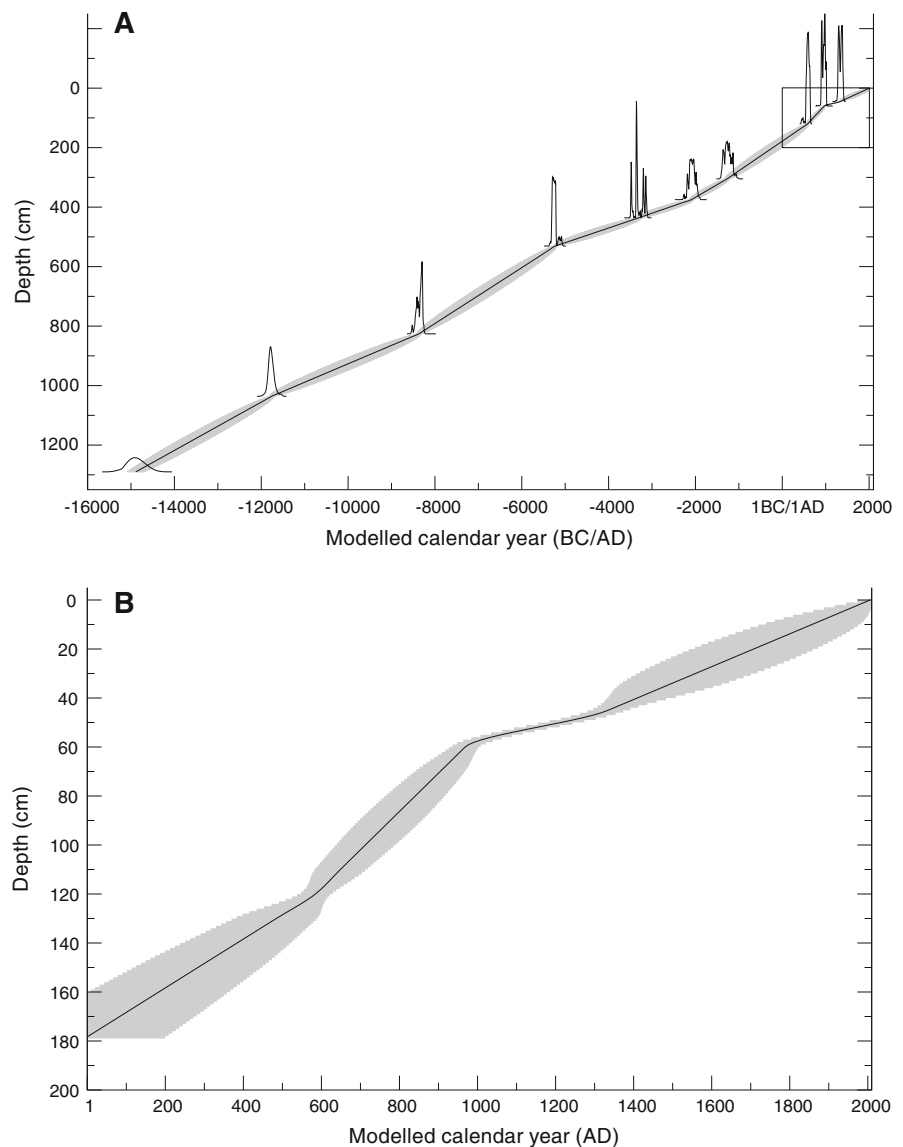 A
0
200
400
600
800
1000
1200
Depth (cm)
-16000 -14000 -12000 -10000 -8000 -6000 -4000 -2000 1BC/1AD 2000
Modelled calendar year (BC/AD)
B
0
20
40
60
80
100
120
140
160
180
200
Depth (cm)
1 200 400 600 800 1000 1200 1400 1600 1800 2000
Modelled calendar year (AD)